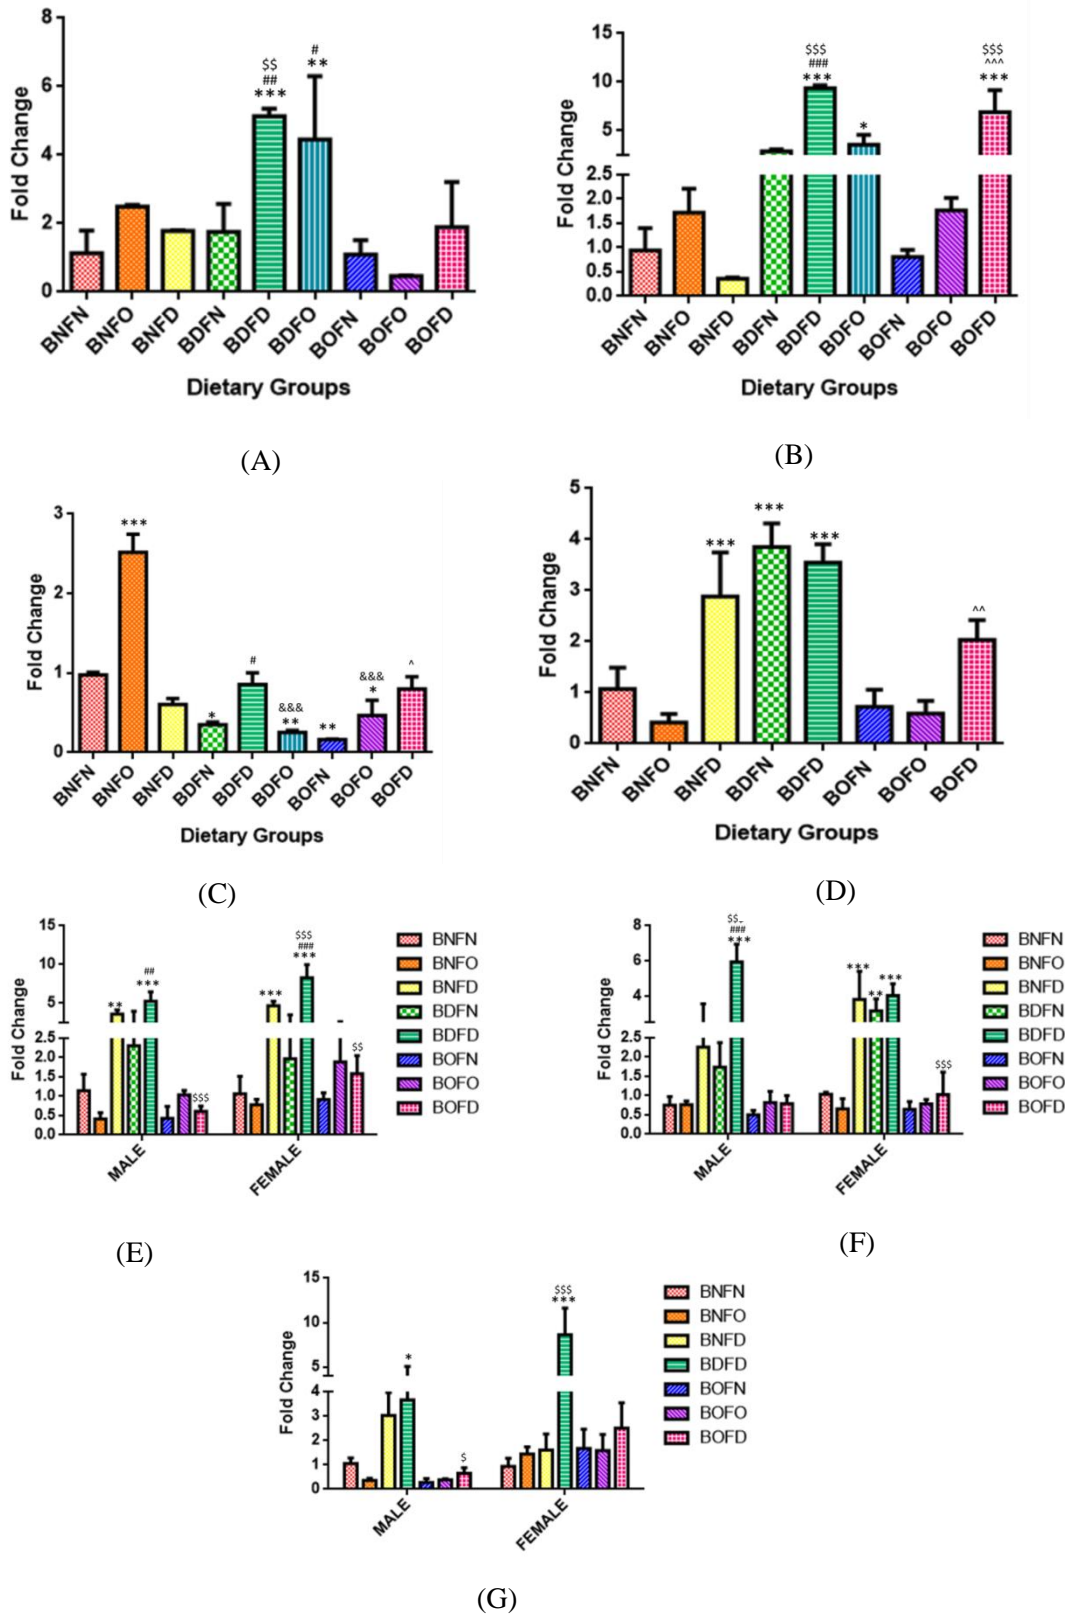 8
6
4
2
0
Fold Change
$$
##
***
#
**
BNFN
BNFO
BNFD
BDFN
BDFD
BDFO
BOFN
BOFO
BOFD
Dietary Groups
(A)
15
10
5
2.5
2.0
1.5
1.0
0.5
0.0
Fold Change
$$$
###
***
*
$$$
^^^
***
BNFN
BNFO
BNFD
BDFN
BDFD
BDFO
BOFN
BOFO
BOFD
Dietary Groups
(B)
3
2
1
0
Fold Change
***
*
#
&&&
**
**
&&&
*
^
BNFN
BNFO
BNFD
BDFN
BDFD
BDFO
BOFN
BOFO
BOFD
Dietary Groups
(C)
5
4
3
2
1
0
Fold Change
***
***
***
^^
BNFN
BNFO
BNFD
BDFN
BDFD
BOFN
BOFO
BOFD
Dietary Groups
(D)
15
10
5
2.5
2.0
1.5
1.0
0.5
0.0
Fold Change
**
##
***
$$$
***
$$$
###
***
$$
MALE
FEMALE
BNFN
BNFO
BNFD
BDFN
BDFD
BOFN
BOFO
BOFD
(E)
8
6
4
2.5
2.0
1.5
1.0
0.5
0.0
Fold Change
$$
###
***
***
**
***
$$$
MALE
FEMALE
BNFN
BNFO
BNFD
BDFN
BDFD
BOFN
BOFO
BOFD
(F)
15
10
5
4
3
2
1
0
Fold Change
*
$
$$$
***
MALE
FEMALE
BNFN
BNFO
BNFD
BDFD
BOFN
BOFO
BOFD
(G)